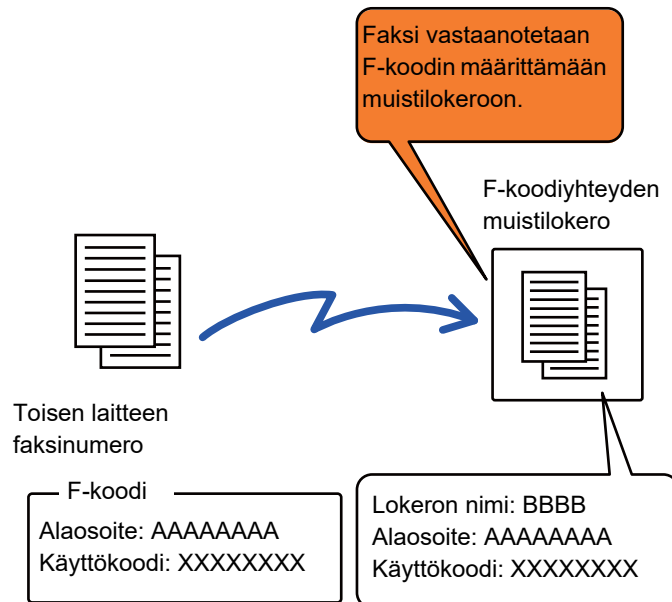 Faksi vastaanotetaan
F-koodin määrittämään
muistilokeroon.
F-koodiyhteyden
muistilokero
Toisen laitteen
faksinumero
F-koodi
Alaosoite: AAAAAAAA
Käyttökoodi: XXXXXXXX
Lokeron nimi: BBBB
Alaosoite: AAAAAAAA
Käyttökoodi: XXXXXXXX